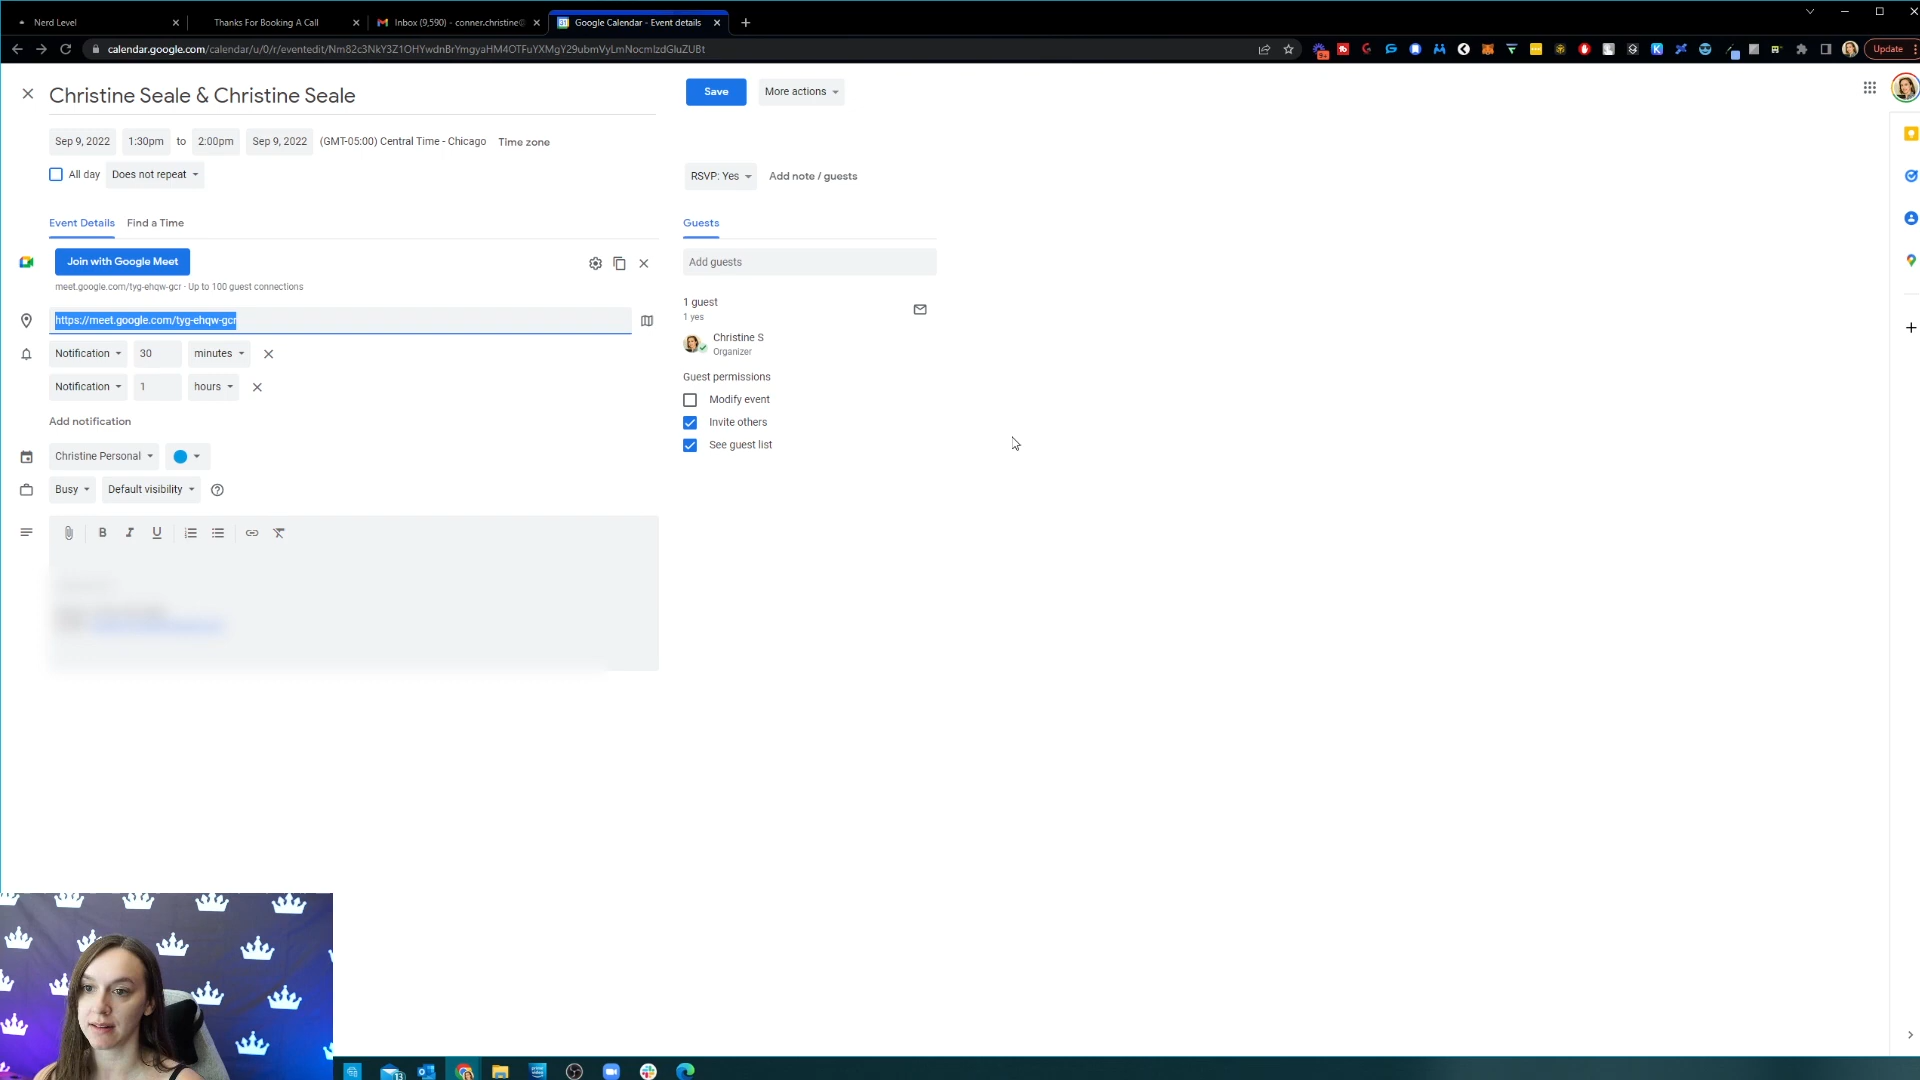 Nerd Level
Thanks For Booking A Call
Inbox (9,590) - conner.christine@
Google Calendar - Event details
calendar.google.com/calendar/u/0/r/eventedit/Nm82c3NkY3Z1OHYwdnBrYmgyaHM4OTFuYXMgY29ubmVyLmNocmlzdGluZUBt
Update
Christine Seale & Christine Seale
Save
More actions
Sep 9, 2022 1:30pm to 2:00pm Sep 9, 2022 (GMT-05:00) Central Time - Chicago Time zone
All day Does not repeat
RSVP: Yes Add note / guests
Event Details Find a Time
Guests
Join with Google Meet
meet.google.com/tyg-ehqw-gcr · Up to 100 guest connections
Add guests
https://meet.google.com/tyg-ehqw-gcr
1 guest
1 yes
Christine S
Organizer
Notification 30 minutes
Notification 1 hours
Add notification
Guest permissions
Modify event
Invite others
See guest list
Christine Personal
Busy Default visibility
B I U
13